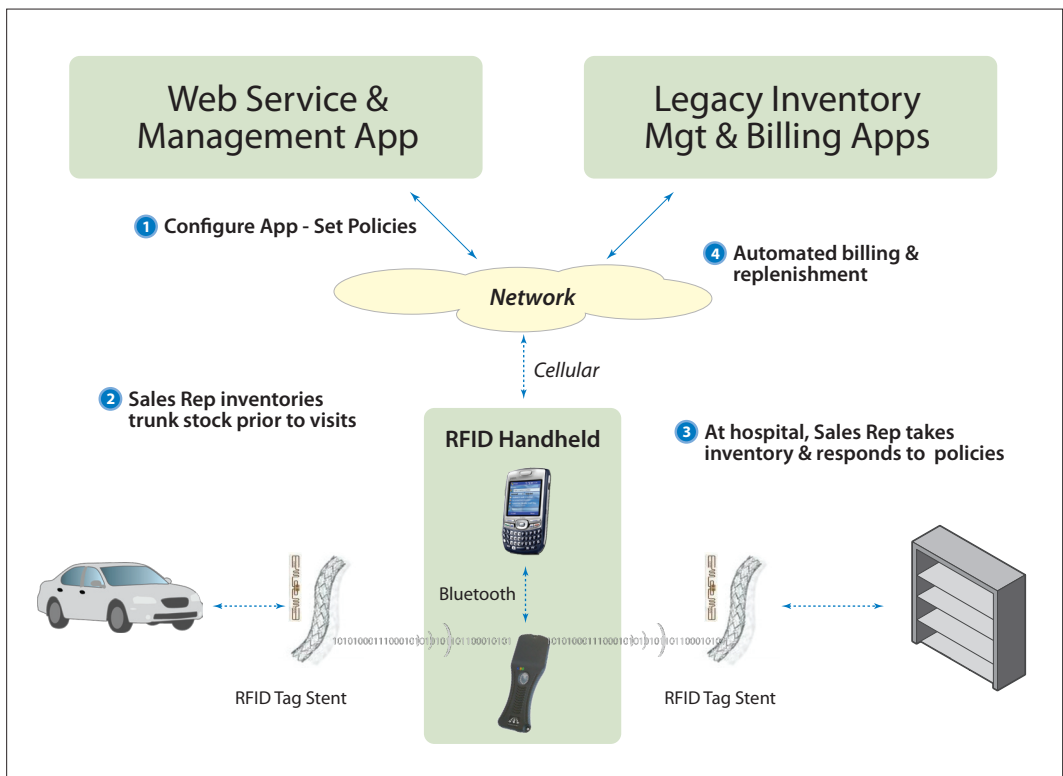 Web Service &
Management App
Legacy Inventory
Mgt & Billing Apps
1 Configure App - Set Policies
4 Automated billing &
replenishment
Network
Cellular
2 Sales Rep inventories
trunk stock prior to visits
RFID Handheld
3 At hospital, Sales Rep takes
inventory & responds to policies
Bluetooth
RFID Tag Stent
RFID Tag Stent